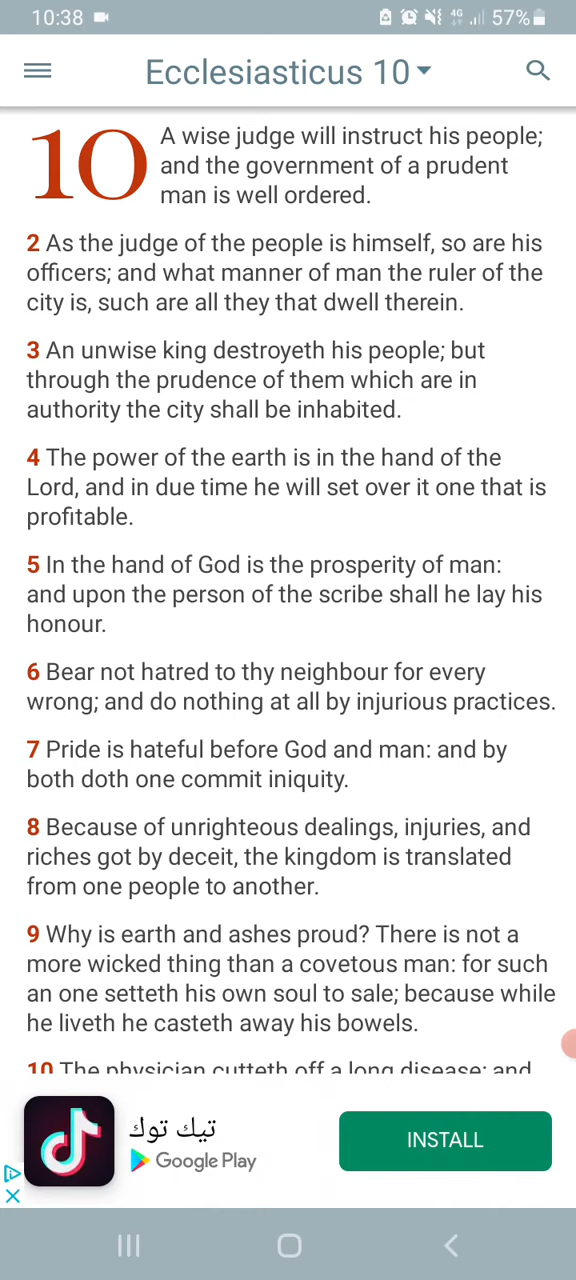 10:38
4G
57%
Ecclesiasticus 10
10 A wise judge will instruct his people;
and the government of a prudent
man is well ordered.
2 As the judge of the people is himself, so are his
officers; and what manner of man the ruler of the
city is, such are all they that dwell therein.
3 An unwise king destroyeth his people; but
through the prudence of them which are in
authority the city shall be inhabited.
4 The power of the earth is in the hand of the
Lord, and in due time he will set over it one that is
profitable.
5 In the hand of God is the prosperity of man:
and upon the person of the scribe shall he lay his
honour.
6 Bear not hatred to thy neighbour for every
wrong; and do nothing at all by injurious practices.
7 Pride is hateful before God and man: and by
both doth one commit iniquity.
8 Because of unrighteous dealings, injuries, and
riches got by deceit, the kingdom is translated
from one people to another.
9 Why is earth and ashes proud? There is not a
more wicked thing than a covetous man: for such
an one setteth his own soul to sale; because while
he liveth he casteth away his bowels.
10 The physician cutteth off a long disease; and
تيك توك
Google Play
INSTALL